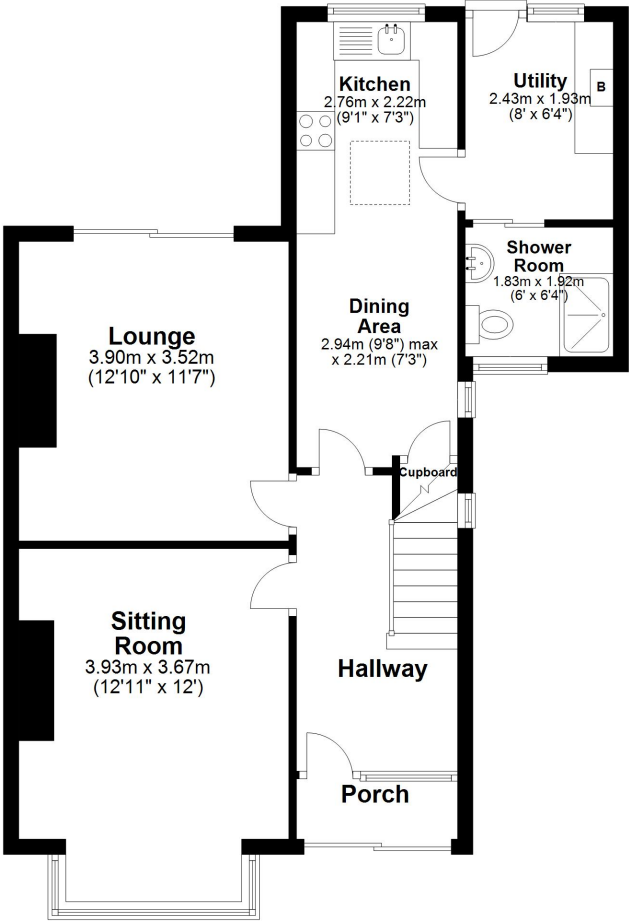 Kitchen
2.76m x 2.22m
(9'1" x 7'3")
Utility
2.43m x 1.93m
(8' x 6'4")
B
Shower
Room
1.83m x 1.92m
(6' x 6'4")
Lounge
3.90m x 3.52m
(12'10" x 11'7")
Dining
Area
2.94m (9'8") max
x 2.21m (7'3")
Cupboard
Sitting
Room
3.93m x 3.67m
(12'11" x 12')
Hallway
Porch